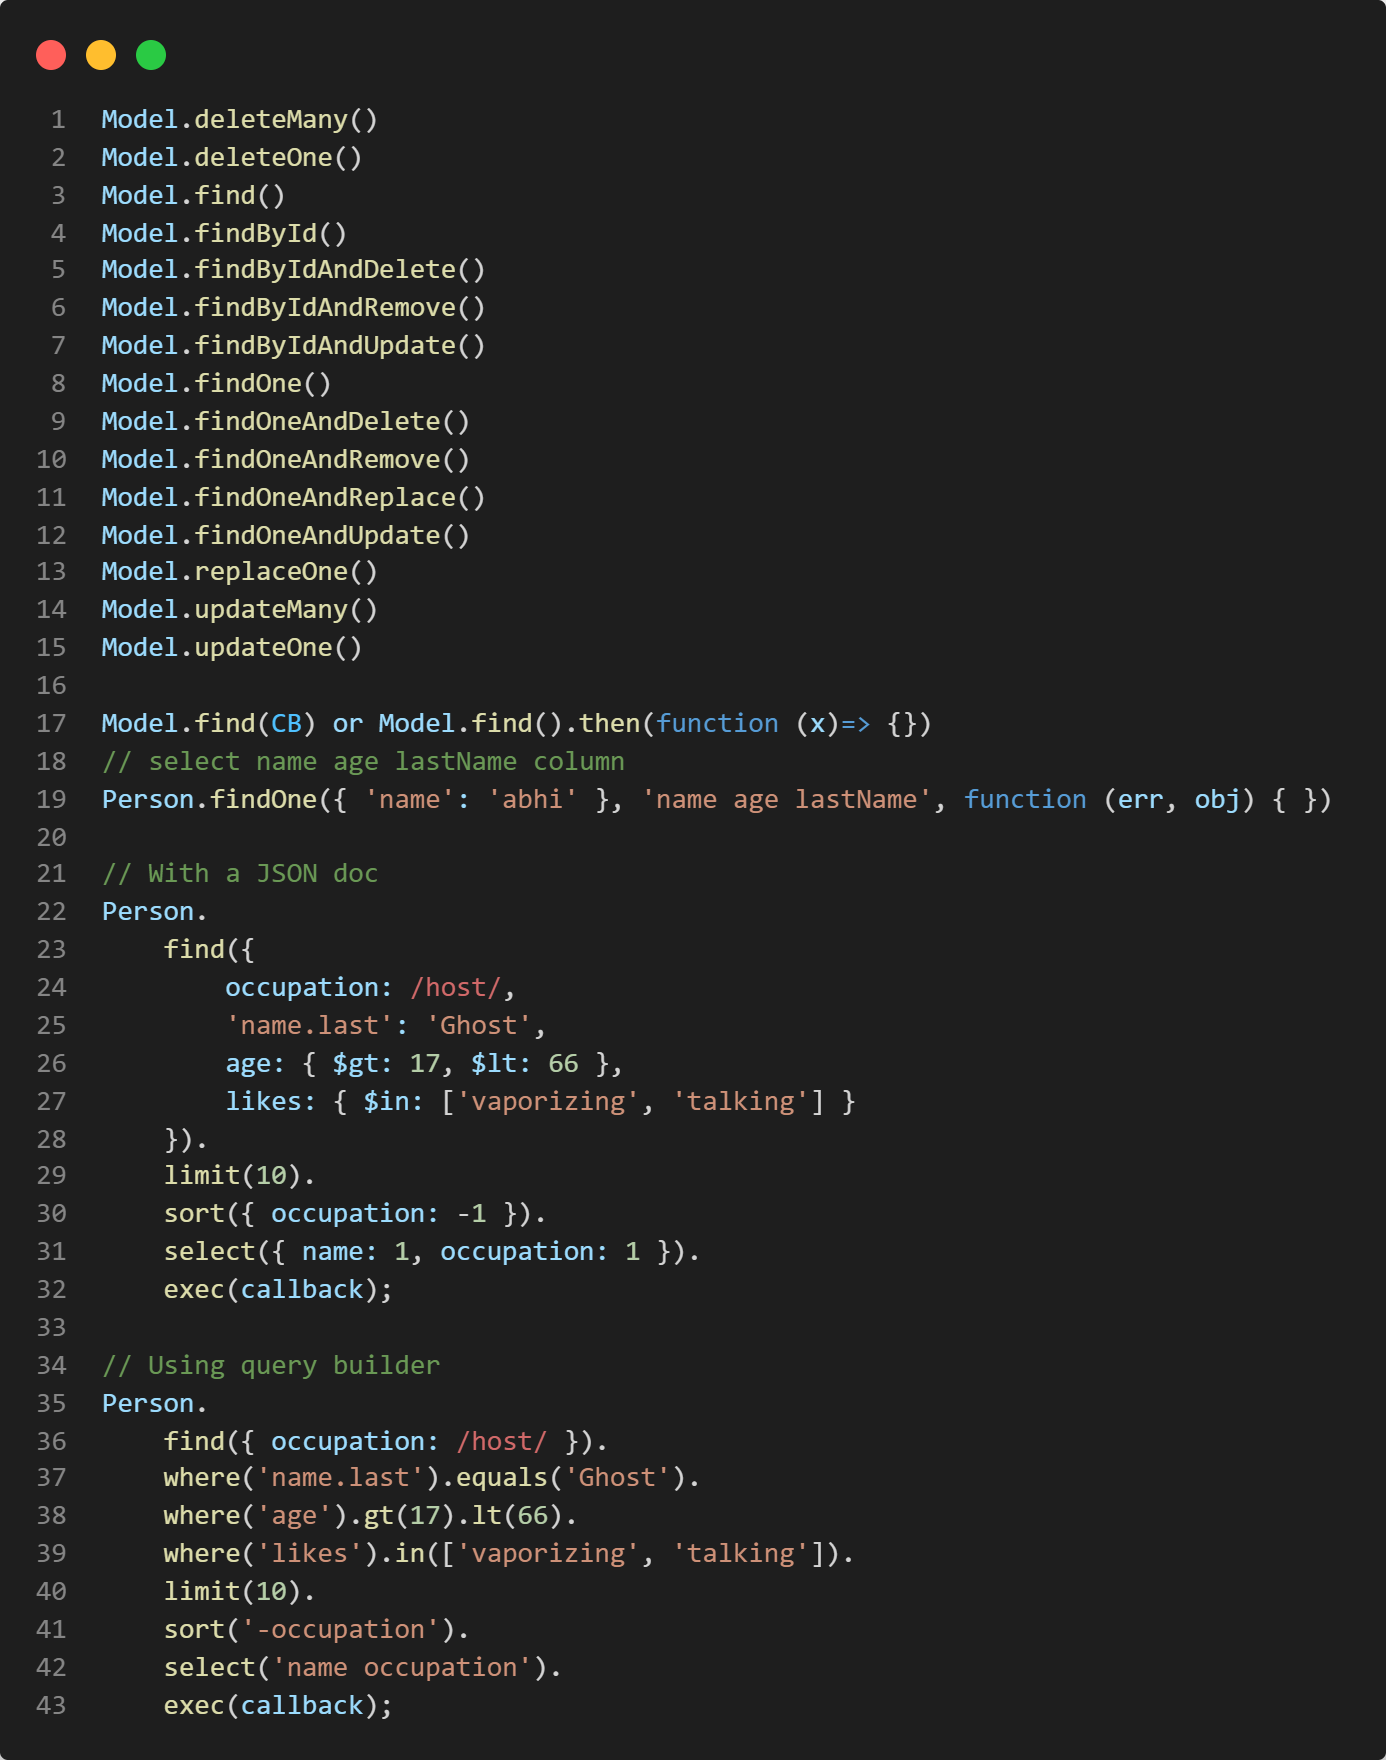 1 Model.deleteMany()
2 Model.deleteOne()
3 Model.find()
4 Model.findById()
5 Model.findByIdAndDelete()
6 Model.findByIdAndRemove()
7 Model.findByIdAndUpdate()
8 Model.findOne()
9 Model.findOneAndDelete()
10 Model.findOneAndRemove()
11 Model.findOneAndReplace()
12 Model.findOneAndUpdate()
13 Model.replaceOne()
14 Model.updateMany()
15 Model.updateOne()
16
17 Model.find(CB) or Model.find().then(function (x)=> {})
18 // select name age lastName column
19 Person.findOne({ 'name': 'abhi' }, 'name age lastName', function (err, obj) { })
20
21 // With a JSON doc
22 Person.
23     find({
24         occupation: /host/,
25         'name.last': 'Ghost',
26         age: { $gt: 17, $lt: 66 },
27         likes: { $in: ['vaporizing', 'talking'] }
28     }).
29     limit(10).
30     sort({ occupation: -1 }).
31     select({ name: 1, occupation: 1 }).
32     exec(callback);
33
34 // Using query builder
35 Person.
36     find({ occupation: /host/ }).
37     where('name.last').equals('Ghost').
38     where('age').gt(17).lt(66).
39     where('likes').in(['vaporizing', 'talking']).
40     limit(10).
41     sort('-occupation').
42     select('name occupation').
43     exec(callback);